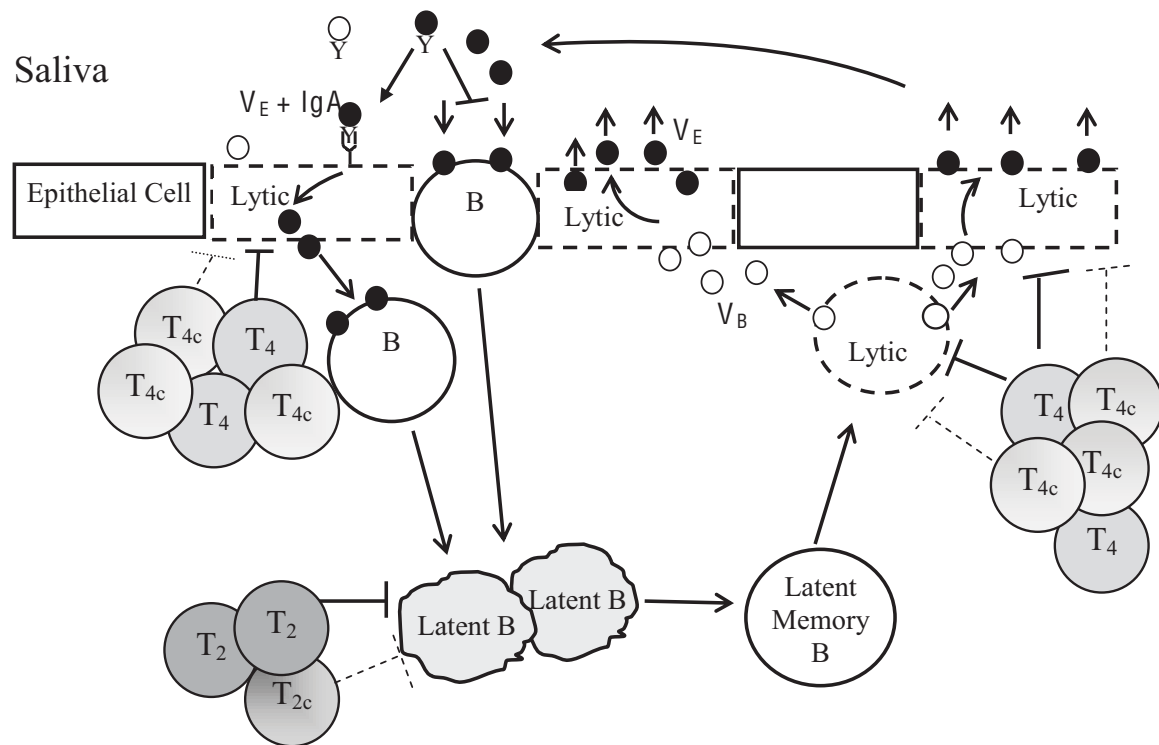 Y
Y
Saliva
V_E + IgA
Y
V_E
Epithelial Cell
Lytic
B
Lytic
Lytic
V_B
T_4c
T_4
B
Lytic
T_4c
T_4c
T_4
T_4
T_4c
T_4c
T_4c
T_4
Latent B
Latent B
Latent
Memory
B
T_2
T_2
T_2c